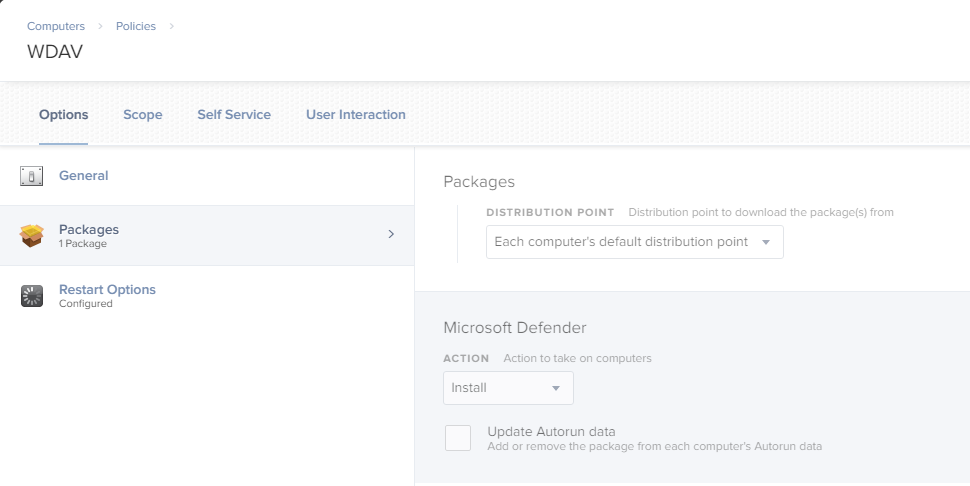 Computers > Policies >
WDAV
Options Scope Self Service User Interaction
General
Packages
1 Package
Restart Options
Configured
Packages
DISTRIBUTION POINT Distribution point to download the package(s) from
Each computer's default distribution point
Microsoft Defender
ACTION Action to take on computers
Install
Update Autorun data
Add or remove the package from each computer's Autorun data